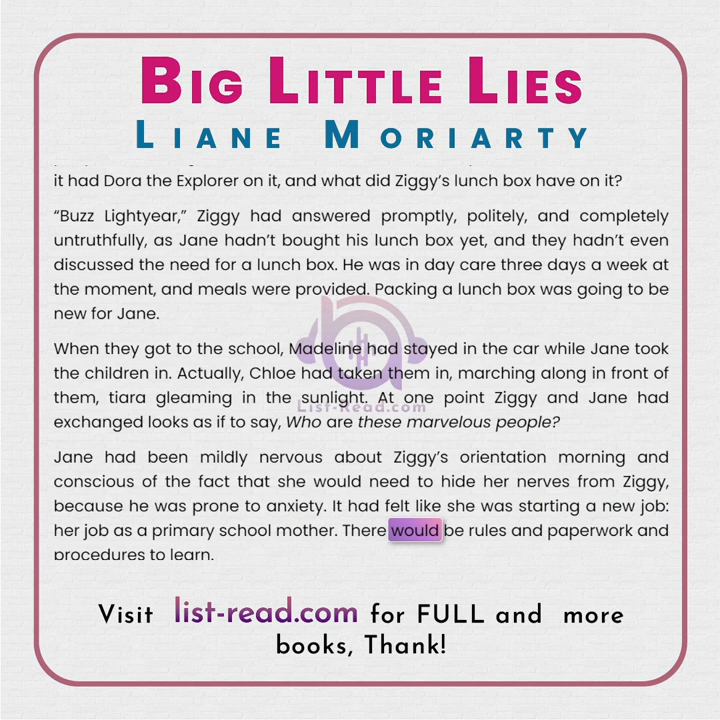 BIG LITTLE LIES
LIANE MORIARTY
it had Dora the Explorer on it, and what did Ziggy’s lunch box have on it?
“Buzz Lightyear,” Ziggy had answered promptly, politely, and completely
untruthfully, as Jane hadn’t bought his lunch box yet, and they hadn’t even
discussed the need for a lunch box. He was in day care three days a week at
the moment, and meals were provided. Packing a lunch box was going to be
new for Jane.
When they got to the school, Madeline had stayed in the car while Jane took
the children in. Actually, Chloe had taken them in, marching along in front of
them, tiara gleaming in the sunlight. At one point Ziggy and Jane had
List-Read.com
exchanged looks as if to say, Who are these marvelous people?
Jane had been mildly nervous about Ziggy’s orientation morning and
conscious of the fact that she would need to hide her nerves from Ziggy,
because he was prone to anxiety. It had felt like she was starting a new job:
her job as a primary school mother. There would be rules and paperwork and
procedures to learn.
Visit list-read.com for FULL and more
books, Thank!